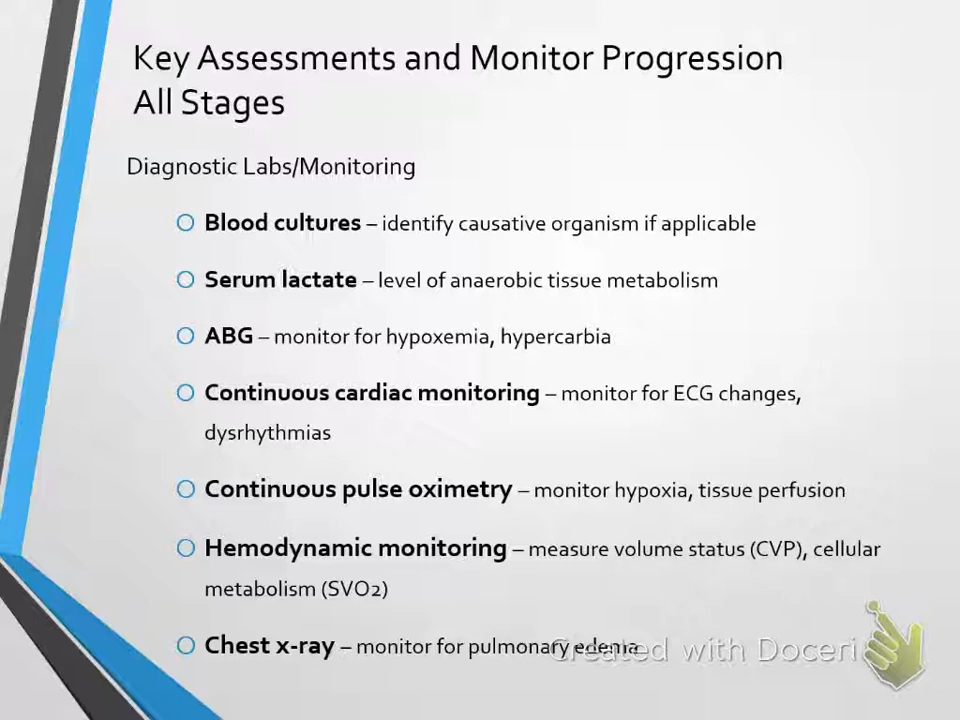 Key Assessments and Monitor Progression
All Stages
Diagnostic Labs/Monitoring
Blood cultures – identify causative organism if applicable
Serum lactate – level of anaerobic tissue metabolism
ABG – monitor for hypoxemia, hypercarbia
Continuous cardiac monitoring – monitor for ECG changes,
dysrhythmias
Continuous pulse oximetry – monitor hypoxia, tissue perfusion
Hemodynamic monitoring – measure volume status (CVP), cellular
metabolism (SVO2)
Chest x-ray – monitor for pulmonary edema
Created with Doceri